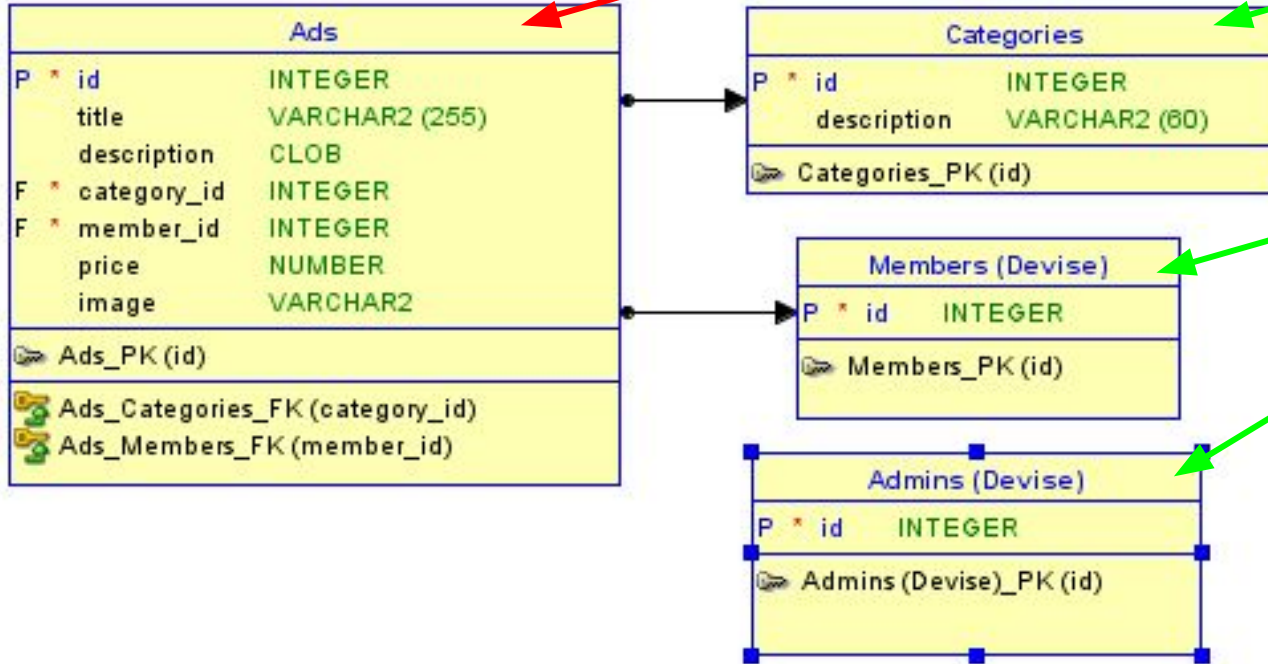 Ads
P * id INTEGER
title VARCHAR2 (255)
description CLOB
F * category_id INTEGER
F * member_id INTEGER
price NUMBER
image VARCHAR2
Ads_PK (id)
Ads_Categories_FK (category_id)
Ads_Members_FK (member_id)
Categories
P * id INTEGER
description VARCHAR2 (60)
Categories_PK (id)
Members (Devise)
P * id INTEGER
Members_PK (id)
Admins (Devise)
P * id INTEGER
Admins (Devise)_PK (id)